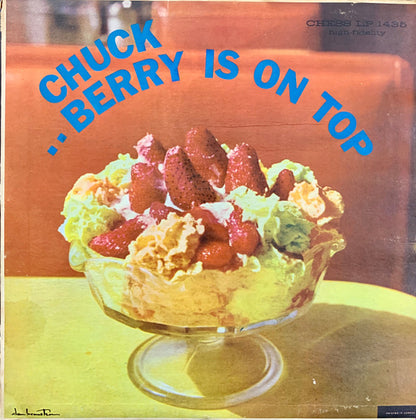 CHESS LP 1435
high fidelity
CHUCK
..BERRY IS ON TOP